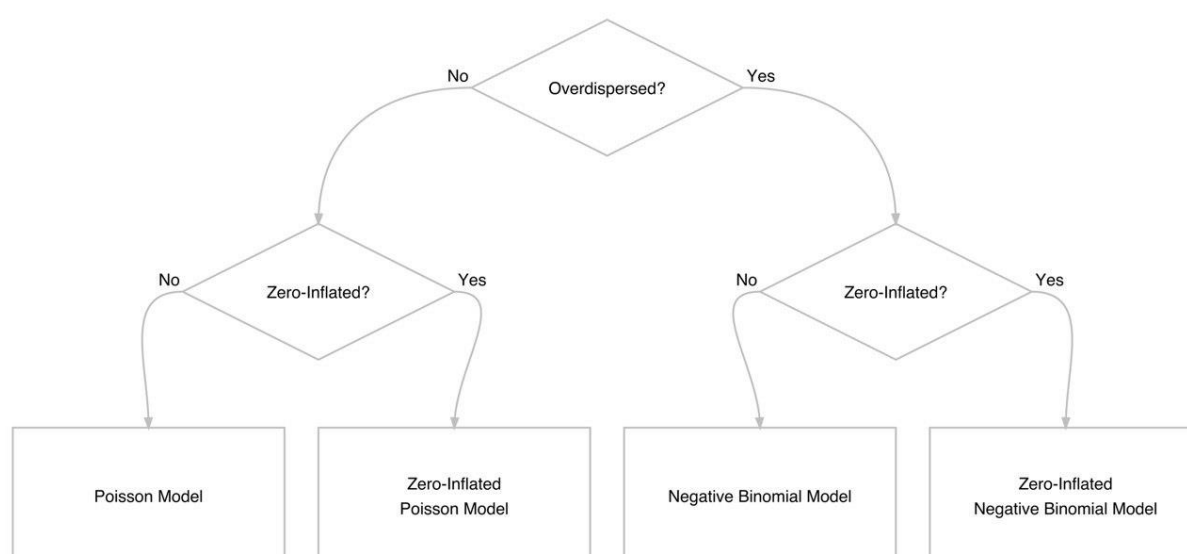 Overdispersed?
No
Yes
Zero-Inflated?
No
Yes
Zero-Inflated?
No
Yes
Poisson Model
Zero-Inflated
Poisson Model
Negative Binomial Model
Zero-Inflated
Negative Binomial Model